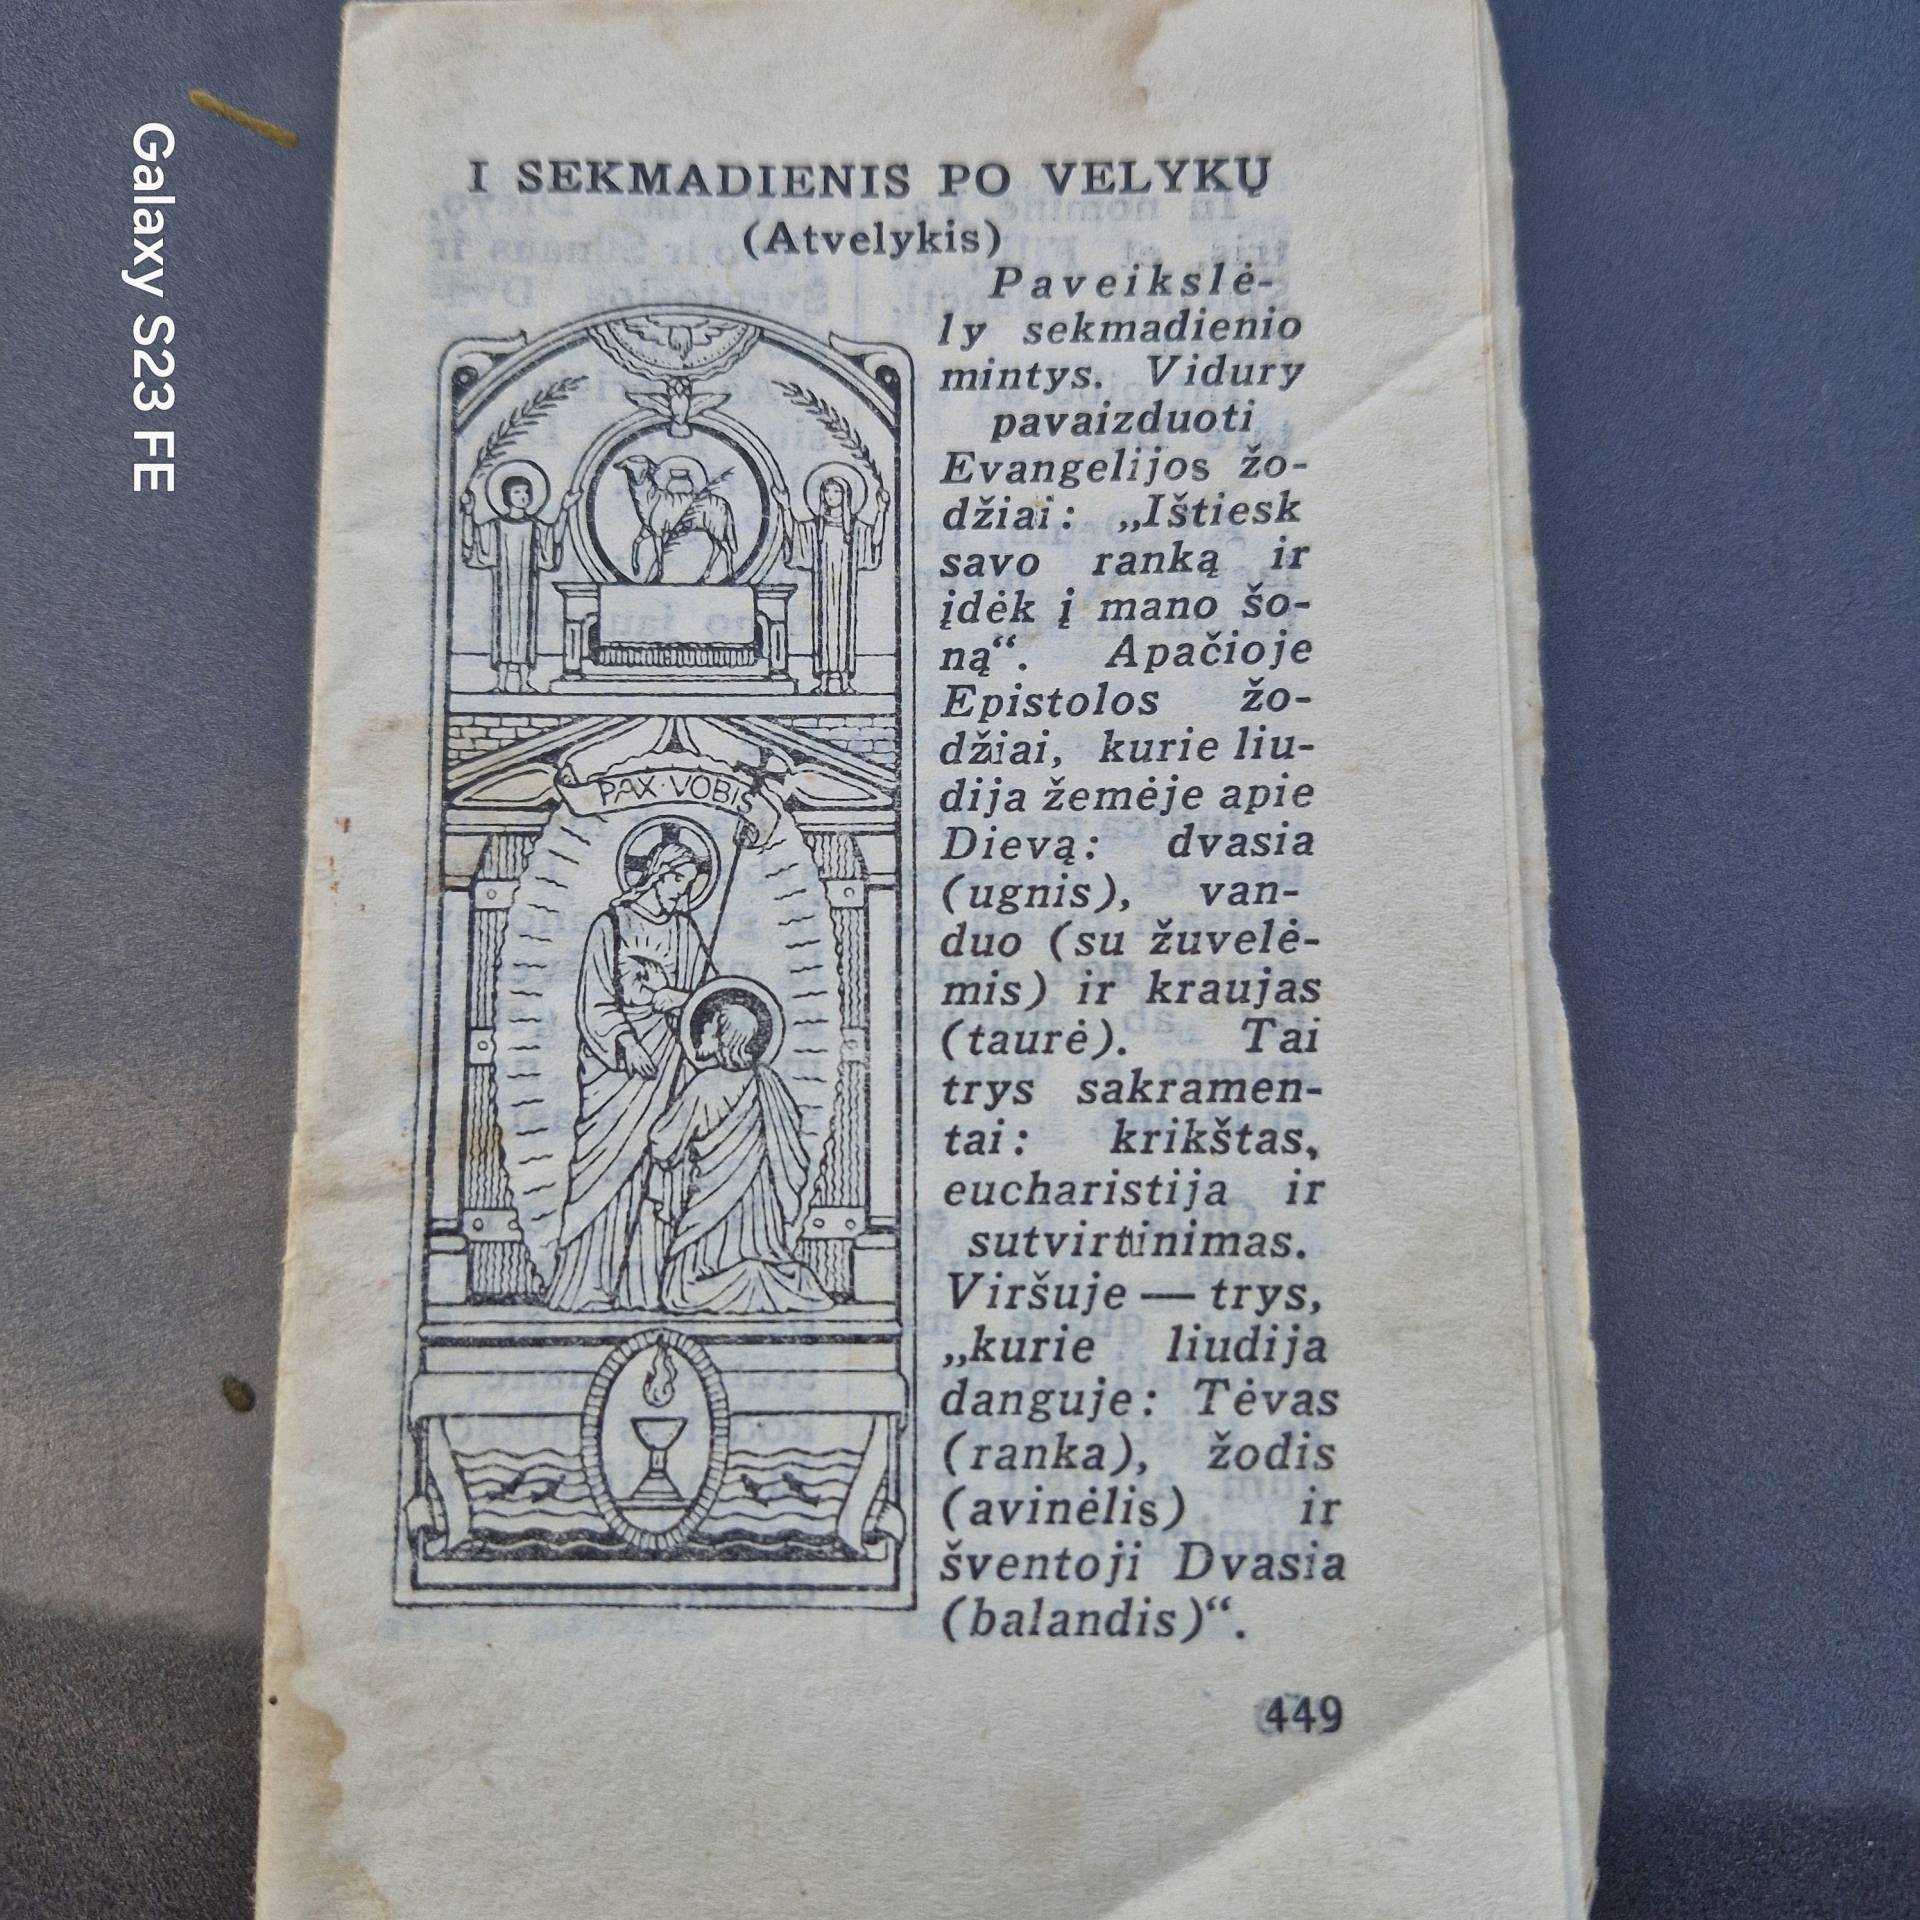 I SEKMADIENIS PO VELYKŲ
(Atvelykis)
Paveikslė-
ly sekmadienio
mintys. Vidury
pavaizduoti
Evangelijos žo-
džiai: „Ištiesk
savo ranką ir
įdėk į mano šo-
ną“. Apačioje
Epistolos žo-
džiai, kurie liu-
dija žemėje apie
Dievą: dvasia
(ugnis), van-
duo (su žuvelė-
mis) ir kraujas
(taurė). Tai
trys sakramen-
tai: krikštas,
eucharistija ir
sutvirtinimas.
Viršuje — trys,
„kurie liudija
danguje: Tėvas
(ranka), žodis
(avinėlis) ir
šventoji Dvasia
(balandis)“.
PAX·VOBIS
449
Galaxy S23 FE